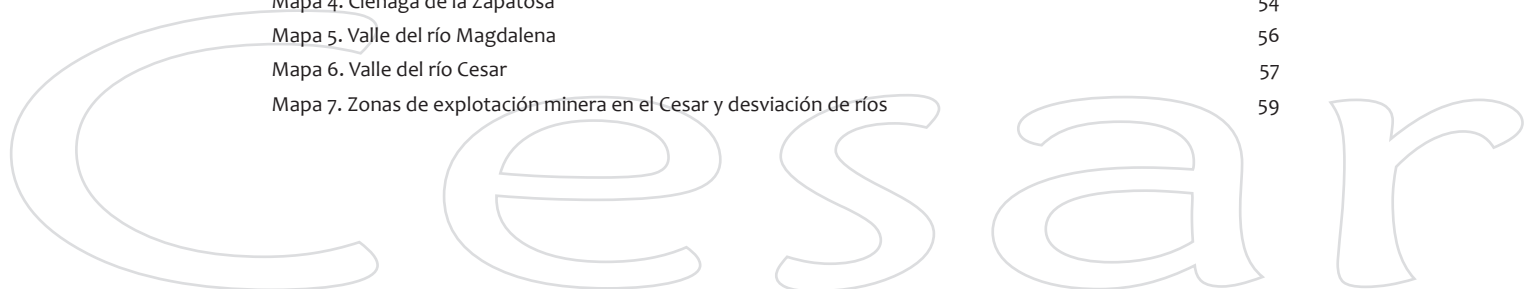 Mapa 4. Ciénaga de la Zapatosa 54
Mapa 5. Valle del río Magdalena 56
Mapa 6. Valle del río Cesar 57
Mapa 7. Zonas de explotación minera en el Cesar y desviación de ríos 59
Cesar